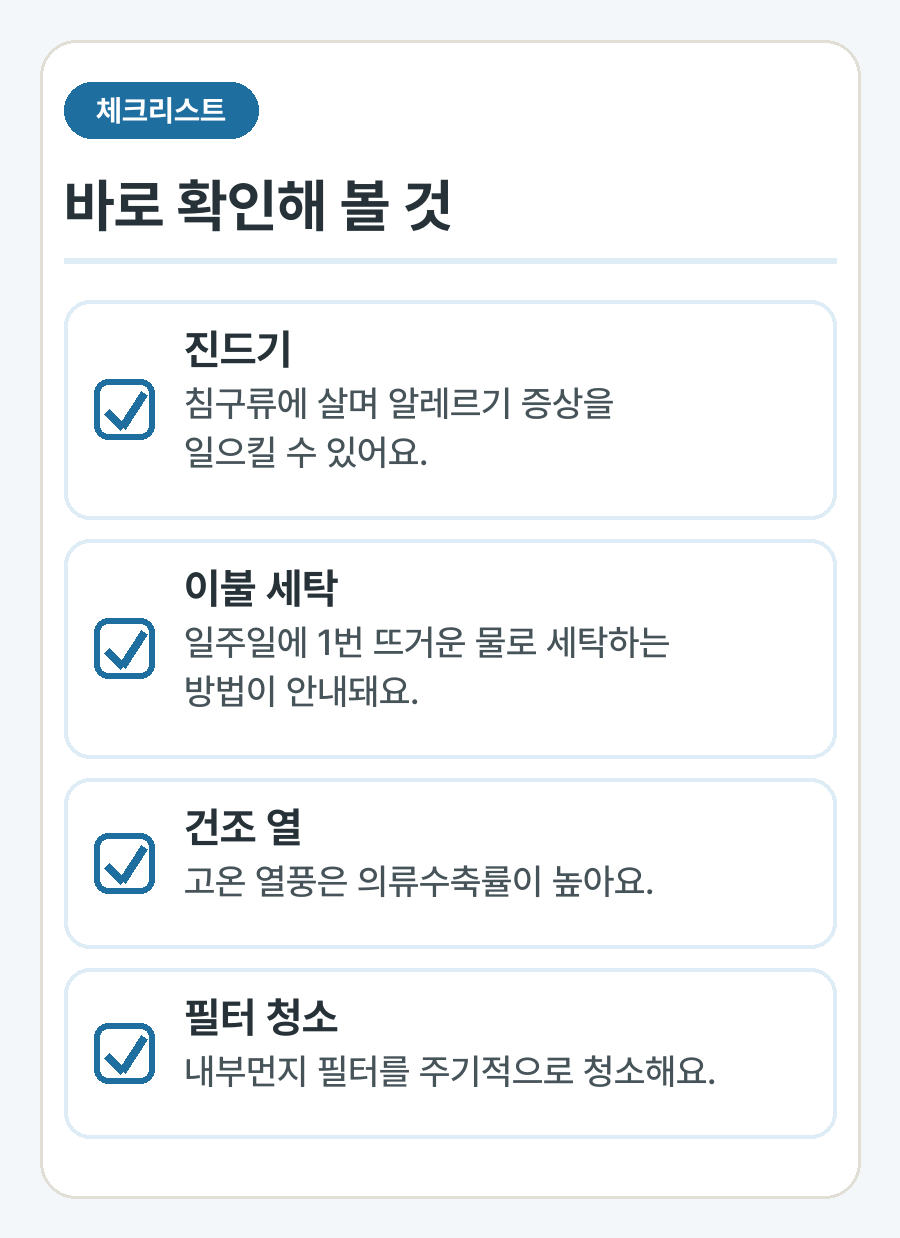 체크리스트
바로 확인해 볼 것
진드기
침구류에 살며 알레르기 증상을
일으킬 수 있어요.
이불 세탁
일주일에 1번 뜨거운 물로 세탁하는
방법이 안내돼요.
건조 열
고온 열풍은 의류수축률이 높아요.
필터 청소
내부먼지 필터를 주기적으로 청소해요.